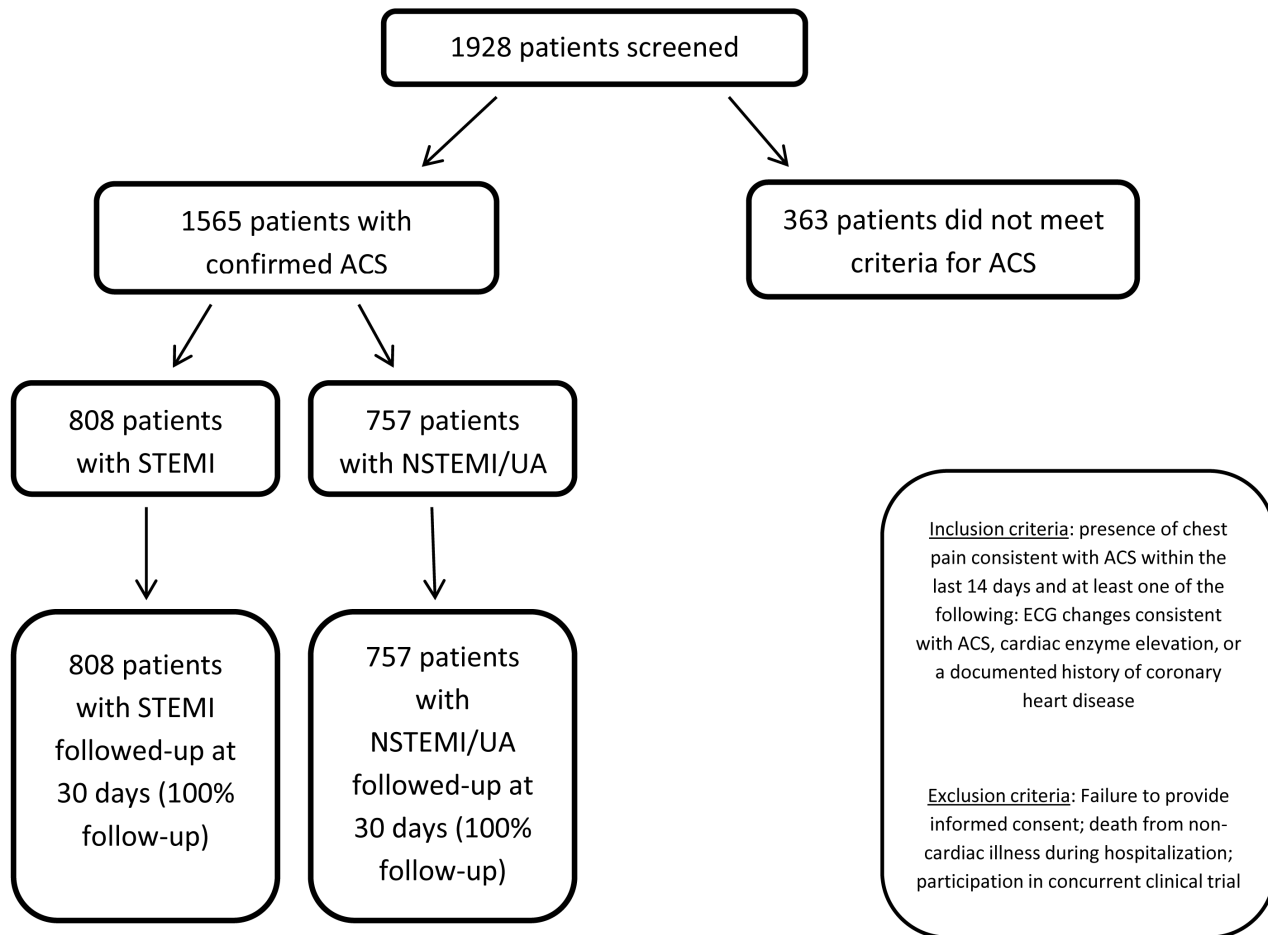 1928 patients screened
1565 patients with
confirmed ACS
363 patients did not meet
criteria for ACS
808 patients
with STEMI
757 patients
with NSTEMI/UA
808 patients
with STEMI
followed-up at
30 days (100%
follow-up)
757 patients
with
NSTEMI/UA
followed-up at
30 days (100%
follow-up)
Inclusion criteria: presence of chest
pain consistent with ACS within the
last 14 days and at least one of the
following: ECG changes consistent
with ACS, cardiac enzyme elevation, or
a documented history of coronary
heart disease
Exclusion criteria: Failure to provide
informed consent; death from non-
cardiac illness during hospitalization;
participation in concurrent clinical trial